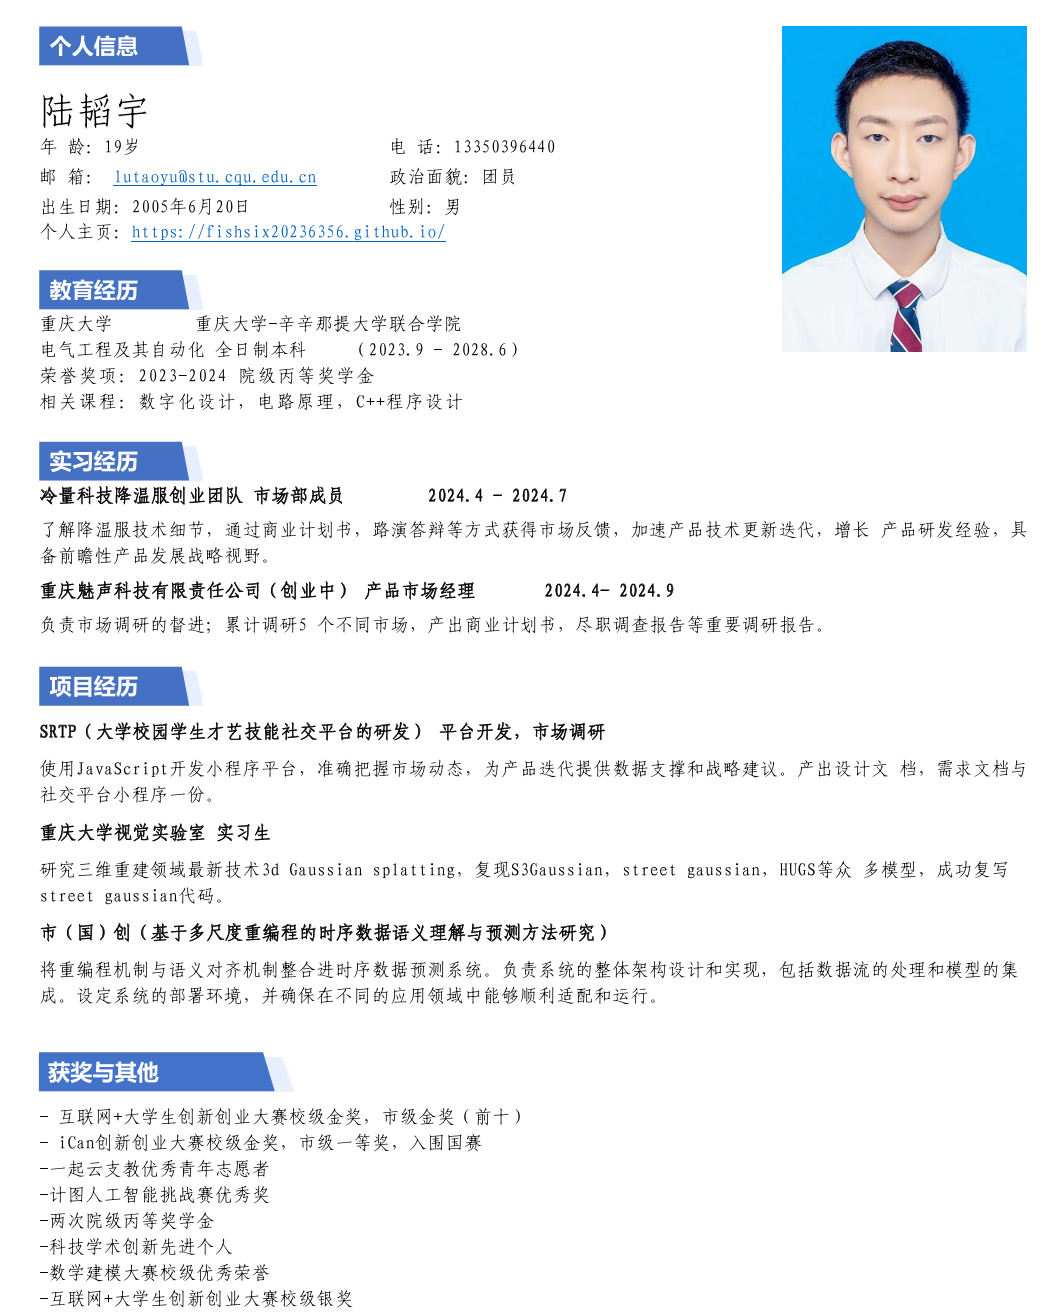 个人信息
陆韬宇
年 龄：19岁 电 话：13350396440
邮 箱： lutaoyu@stu.cqu.edu.cn 政治面貌：团员
出生日期：2005年6月20日 性别：男
个人主页：https://fishsix20236356.github.io/
教育经历
重庆大学 重庆大学-辛辛那提大学联合学院
电气工程及其自动化 全日制本科 （2023.9 - 2028.6）
荣誉奖项：2023-2024 院级丙等奖学金
相关课程：数字化设计，电路原理，C++程序设计
实习经历
冷量科技降温服创业团队 市场部成员 2024.4 - 2024.7
了解降温服技术细节，通过商业计划书，路演答辩等方式获得市场反馈，加速产品技术更新迭代，增长 产品研发经验，具
备前瞻性产品发展战略视野。
重庆魅声科技有限责任公司（创业中） 产品市场经理 2024.4- 2024.9
负责市场调研的督进；累计调研5 个不同市场，产出商业计划书，尽职调查报告等重要调研报告。
项目经历
SRTP（大学校园学生才艺技能社交平台的研发） 平台开发，市场调研
使用JavaScript开发小程序平台，准确把握市场动态，为产品迭代提供数据支撑和战略建议。产出设计文 档，需求文档与
社交平台小程序一份。
重庆大学视觉实验室 实习生
研究三维重建领域最新技术3d Gaussian splatting，复现S3Gaussian，street gaussian，HUGS等众 多模型，成功复写
street gaussian代码。
市（国）创（基于多尺度重编程的时序数据语义理解与预测方法研究）
将重编程机制与语义对齐机制整合进时序数据预测系统。负责系统的整体架构设计和实现，包括数据流的处理和模型的集
成。设定系统的部署环境，并确保在不同的应用领域中能够顺利适配和运行。
获奖与其他
- 互联网+大学生创新创业大赛校级金奖，市级金奖（前十）
- iCan创新创业大赛校级金奖，市级一等奖，入围国赛
-一起云支教优秀青年志愿者
-计图人工智能挑战赛优秀奖
-两次院级丙等奖学金
-科技学术创新先进个人
-数学建模大赛校级优秀荣誉
-互联网+大学生创新创业大赛校级银奖